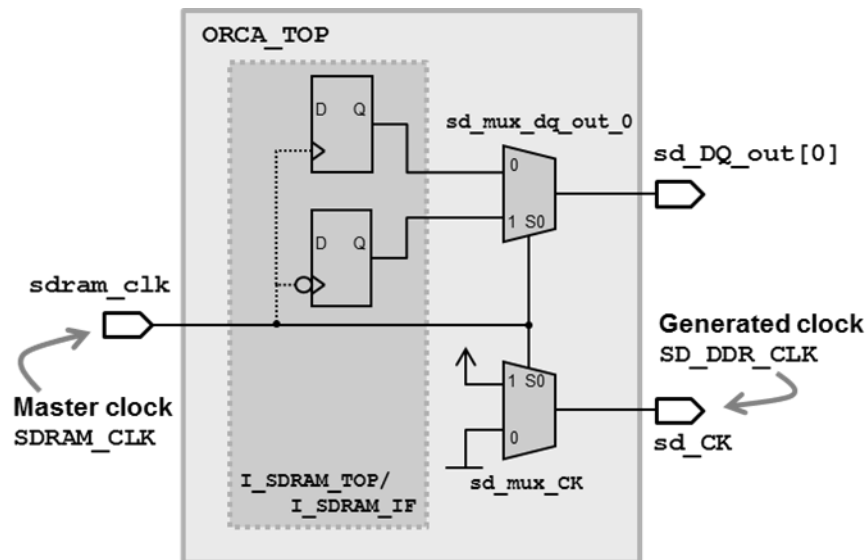 ORCA_TOP
D Q
sd_mux_dq_out_0
0
sd_DQ_out[0]
D Q
1 S0
sdram_clk
Generated clock
SD_DDR_CLK
1 S0
Master clock
SDRAM_CLK
0
sd_CK
I_SDRAM_TOP/
I_SDRAM_IF
sd_mux_CK